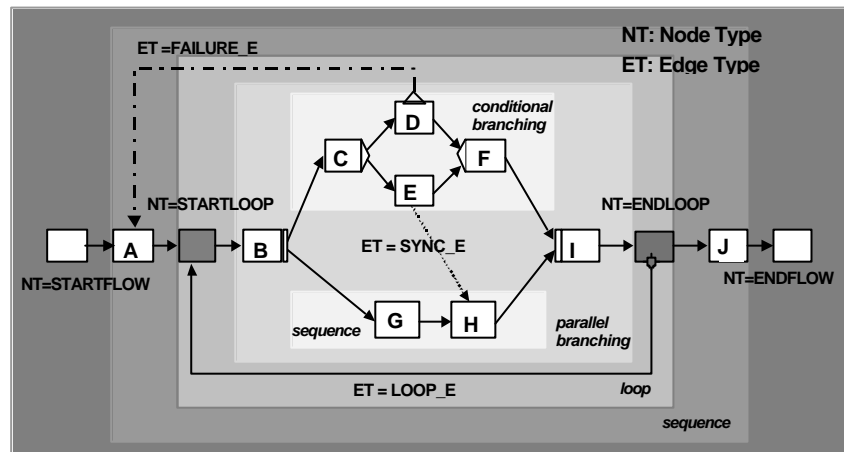 NT: Node Type
ET: Edge Type
ET =FAILURE_E
conditional
branching
D
C
F
E
NT=STARTLOOP
NT=ENDLOOP
A
B
ET = SYNC_E
I
J
NT=STARTFLOW
NT=ENDFLOW
G
H
sequence
parallel
branching
ET = LOOP_E
loop
sequence